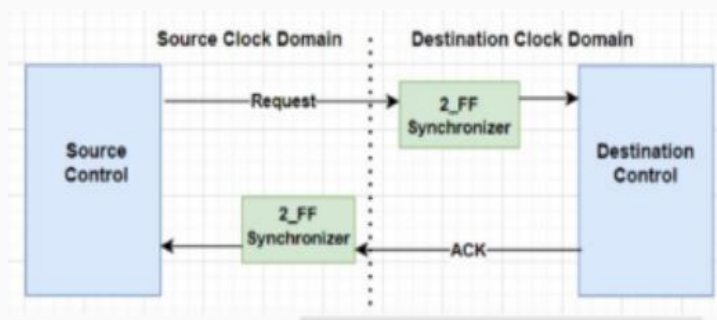 Source Clock Domain
Destination Clock Domain
Request
2_FF
Synchronizer
Source
Control
Destination
Control
2_FF
Synchronizer
ACK